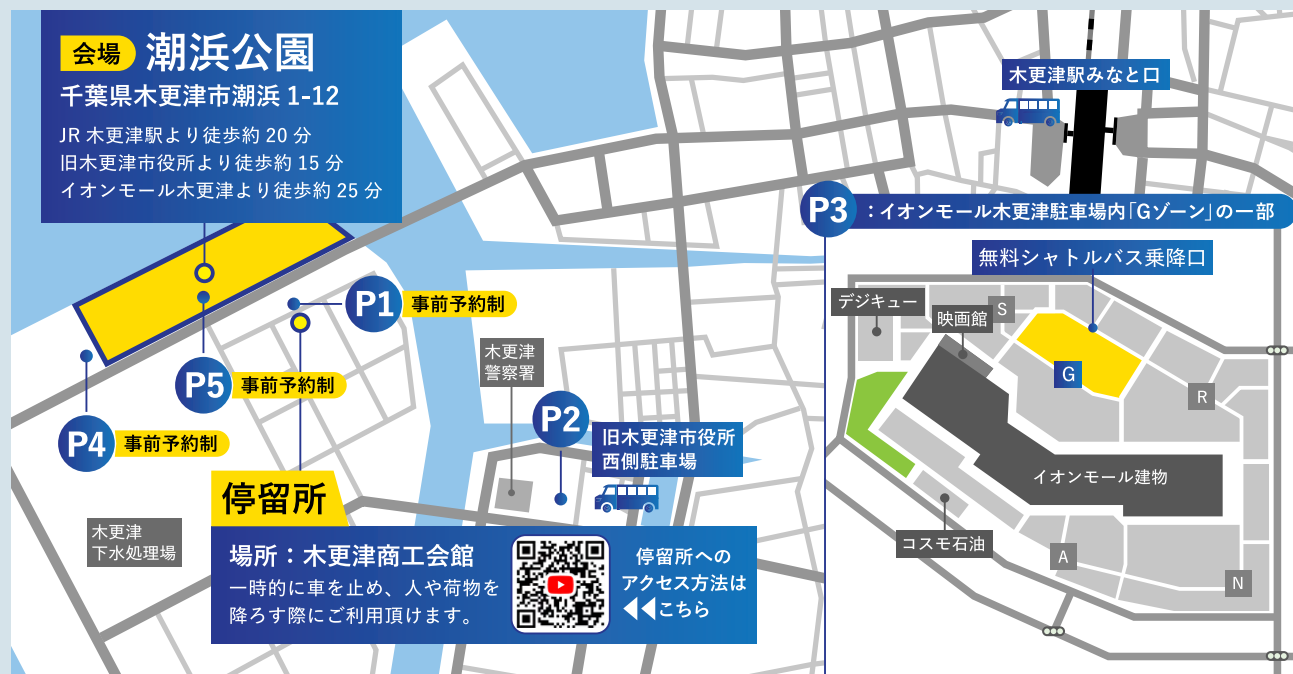 会場 潮浜公園
千葉県木更津市潮浜 1-12
JR 木更津駅より徒歩約 20 分
旧木更津市役所より徒歩約 15 分
イオンモール木更津より徒歩約 25 分
木更津駅みなと口
P3 ：イオンモール木更津駐車場内「Gゾーン」の一部
無料シャトルバス乗降口
デジキュー
映画館
S
G
R
イオンモール建物
コスモ石油
A
N
P1 事前予約制
P5 事前予約制
P4 事前予約制
木更津
警察署
P2
旧木更津市役所
西側駐車場
停留所
木更津
下水処理場
場所：木更津商工会館
一時的に車を止め、人や荷物を
降ろす際にご利用頂けます。
停留所への
アクセス方法は
◀◀こちら